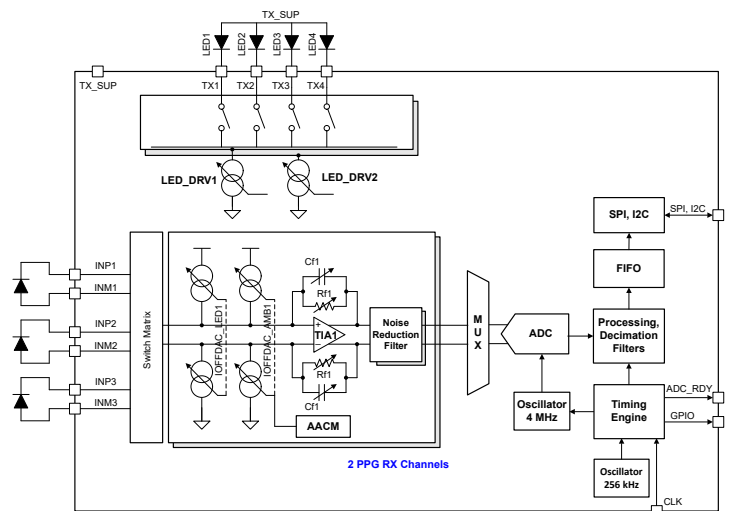 TX_SUP
LED1
LED2
LED3
LED4
TX_SUP
TX1
TX2
TX3
TX4
LED_DRV1
LED_DRV2
SPI, I2C
SPI, I2C
FIFO
INP1
INM1
INP2
INM2
INP3
INM3
Switch Matrix
IOFFDAC_LED1
IOFFDAC_AMB1
Cf1
Rf1
+
TIA1
−
Rf1
Cf1
AACM
Noise
Reduction
Filter
M
U
X
ADC
Processing,
Decimation
Filters
Oscillator
4 MHz
Timing
Engine
ADC_RDY
GPIO
Oscillator
256 kHz
CLK
2 PPG RX Channels